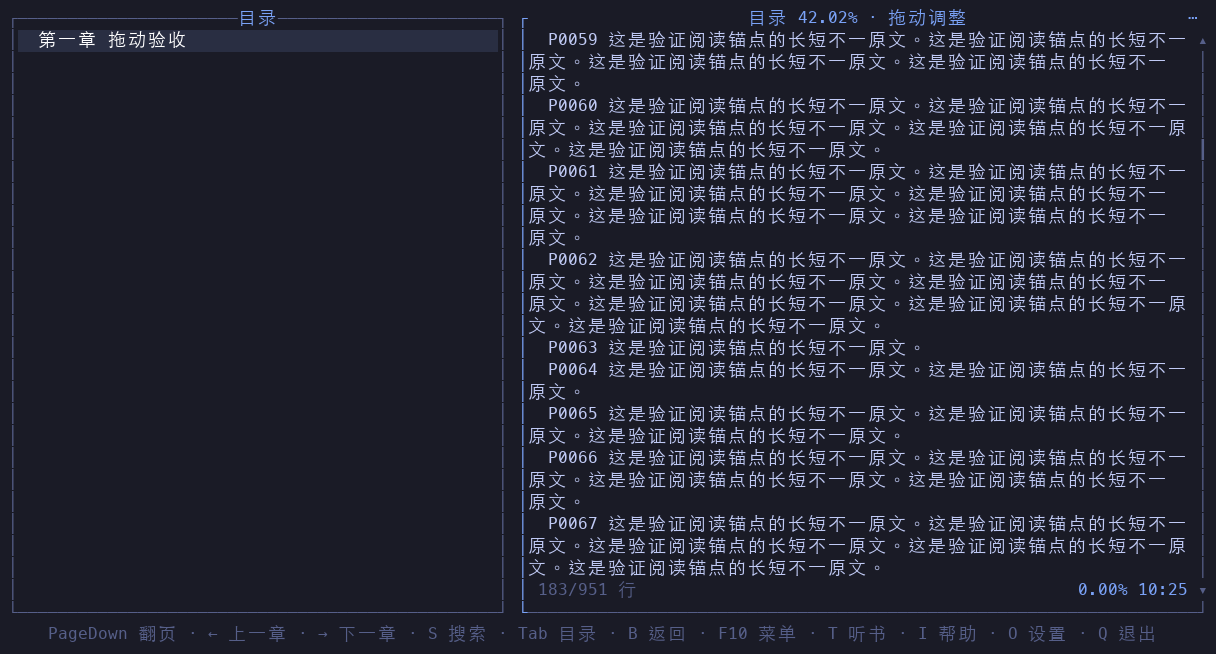 目录
第一章 拖动验收
目录 42.02% · 拖动调整 …
P0059 这是验证阅读锚点的长短不一原文。这是验证阅读锚点的长短不一
原文。这是验证阅读锚点的长短不一原文。这是验证阅读锚点的长短不一
原文。
P0060 这是验证阅读锚点的长短不一原文。这是验证阅读锚点的长短不一
原文。这是验证阅读锚点的长短不一原文。这是验证阅读锚点的长短不一原
文。这是验证阅读锚点的长短不一原文。
P0061 这是验证阅读锚点的长短不一原文。这是验证阅读锚点的长短不一
原文。这是验证阅读锚点的长短不一原文。这是验证阅读锚点的长短不一
原文。这是验证阅读锚点的长短不一原文。这是验证阅读锚点的长短不一
原文。
P0062 这是验证阅读锚点的长短不一原文。这是验证阅读锚点的长短不一
原文。这是验证阅读锚点的长短不一原文。这是验证阅读锚点的长短不一
原文。这是验证阅读锚点的长短不一原文。这是验证阅读锚点的长短不一原
文。这是验证阅读锚点的长短不一原文。
P0063 这是验证阅读锚点的长短不一原文。
P0064 这是验证阅读锚点的长短不一原文。这是验证阅读锚点的长短不一
原文。
P0065 这是验证阅读锚点的长短不一原文。这是验证阅读锚点的长短不一
原文。这是验证阅读锚点的长短不一原文。
P0066 这是验证阅读锚点的长短不一原文。这是验证阅读锚点的长短不一
原文。这是验证阅读锚点的长短不一原文。这是验证阅读锚点的长短不一
原文。
P0067 这是验证阅读锚点的长短不一原文。这是验证阅读锚点的长短不一
原文。这是验证阅读锚点的长短不一原文。这是验证阅读锚点的长短不一原
文。这是验证阅读锚点的长短不一原文。
183/951 行 0.00% 10:25
PageDown 翻页 · ← 上一章 · → 下一章 · S 搜索 · Tab 目录 · B 返回 · F10 菜单 · T 听书 · I 帮助 · O 设置 · Q 退出